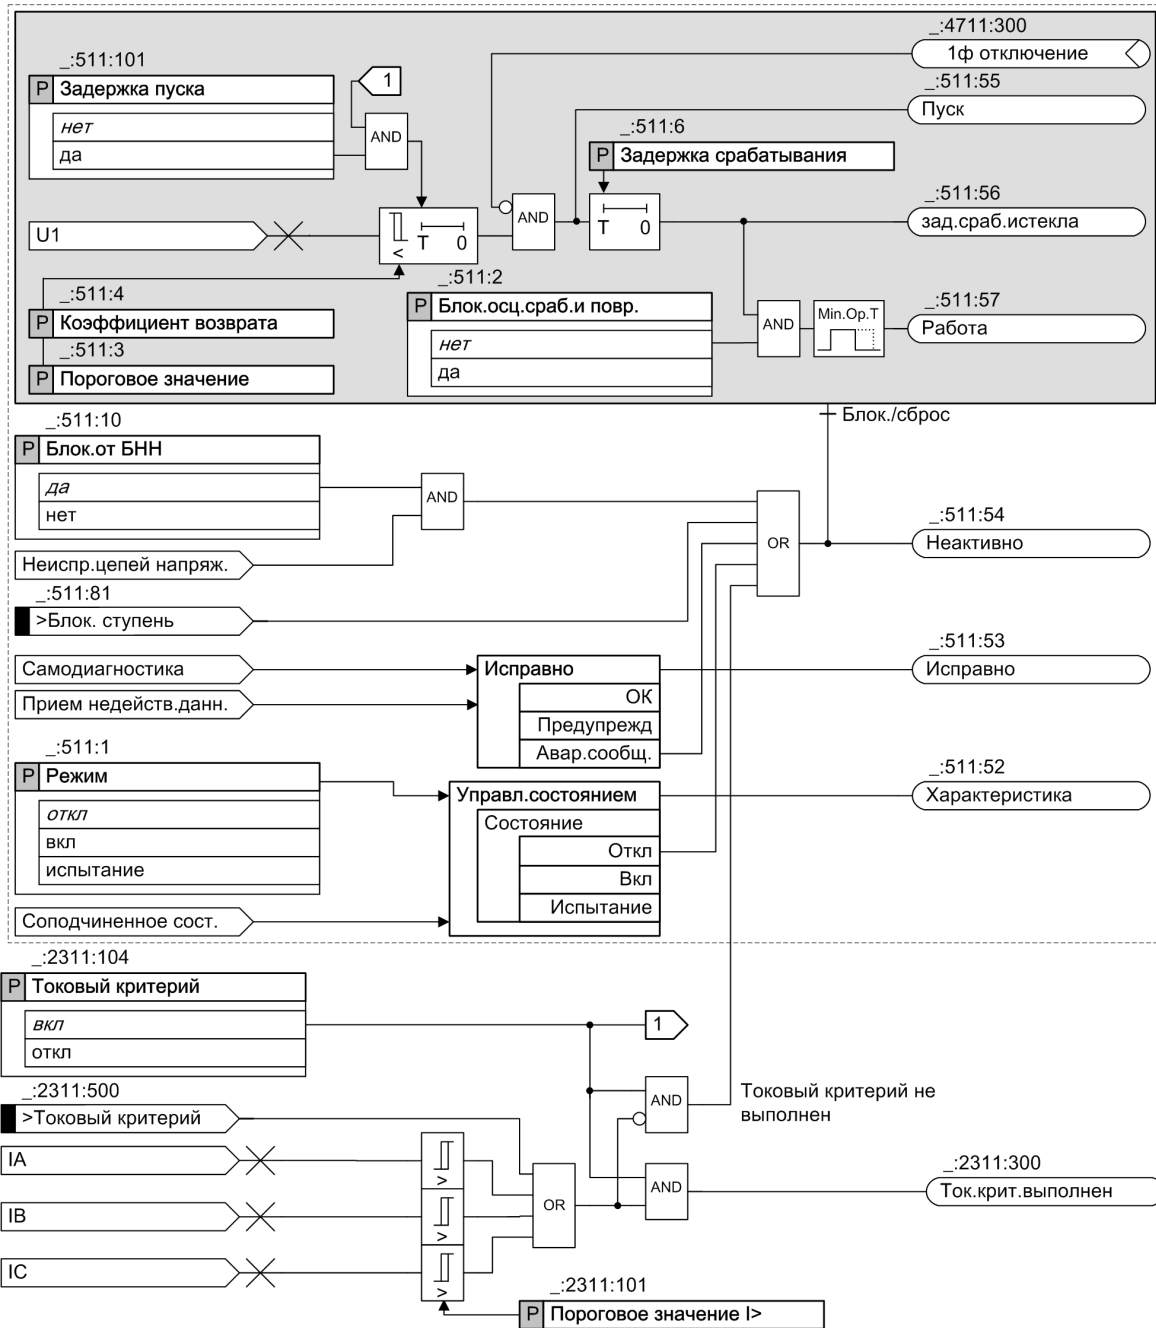 _:4711:300
1ф отключение
_:511:101
P Задержка пуска
нет
да
1
AND
_:511:55
Пуск
_:511:6
P Задержка срабатывания
U1
< T 0
AND
T 0
_:511:56
зад.сраб.истекла
_:511:4
P Коэффициент возврата
_:511:3
P Пороговое значение
_:511:2
P Блок.осц.сраб.и повр.
нет
да
AND
Min.Op.T
_:511:57
Работа
Блок./сброс
_:511:10
P Блок.от БНН
да
нет
AND
Неиспр.цепей напряж.
_:511:81
>Блок. ступень
OR
_:511:54
Неактивно
Самодиагностика
Прием недейств.данн.
Исправно
ОК
Предупрежд
Авар.сообщ.
_:511:53
Исправно
_:511:1
P Режим
откл
вкл
испытание
Соподчиненное сост.
Управл.состоянием
Состояние
Откл
Вкл
Испытание
_:511:52
Характеристика
_:2311:104
P Токовый критерий
вкл
откл
1
_:2311:500
>Токовый критерий
AND
Токовый критерий не
выполнен
IA
>
IB
>
IC
>
OR
AND
_:2311:300
Ток.крит.выполнен
_:2311:101
P Пороговое значение I>